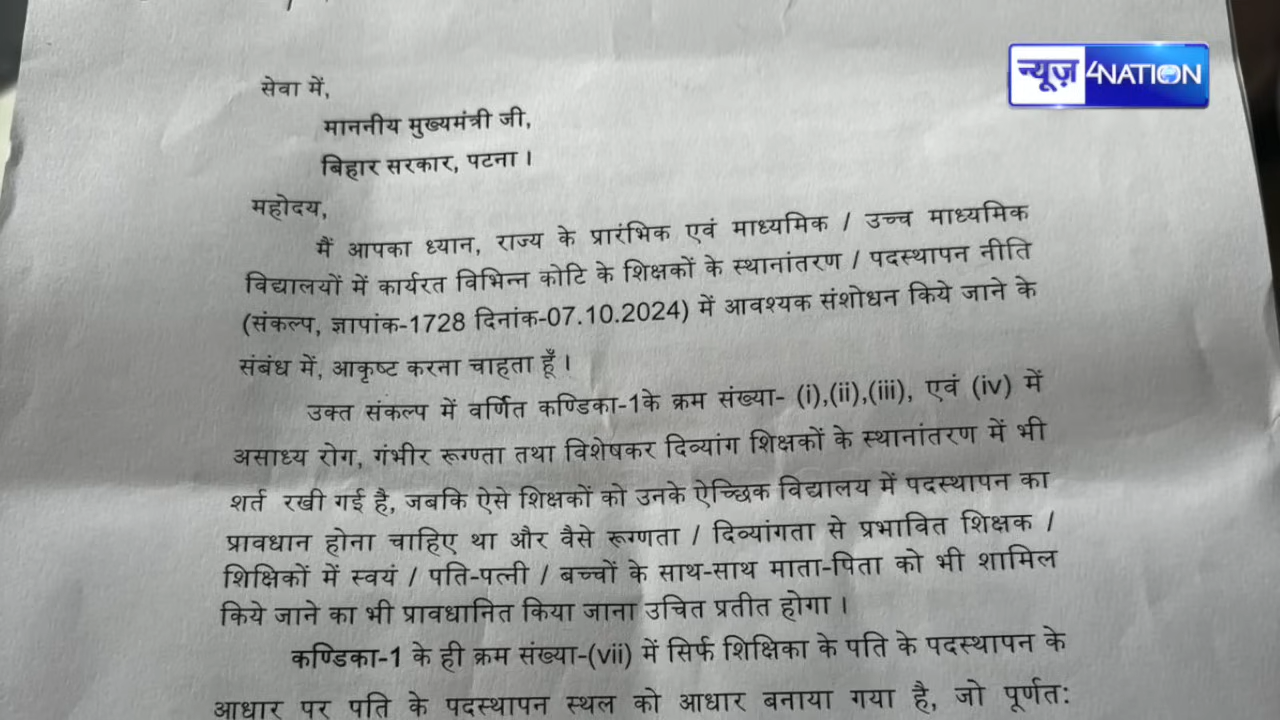 न्यूज़ 4NATION
सेवा में,
माननीय मुख्यमंत्री जी,
बिहार सरकार, पटना ।
महोदय,
मैं आपका ध्यान, राज्य के प्रारंभिक एवं माध्यमिक / उच्च माध्यमिक
विद्यालयों में कार्यरत विभिन्न कोटि के शिक्षकों के स्थानांतरण / पदस्थापन नीति
(संकल्प, ज्ञापांक-1728 दिनांक-07.10.2024) में आवश्यक संशोधन किये जाने के
संबंध में, आकृष्ट करना चाहता हूँ ।
उक्त संकल्प में वर्णित कण्डिका-1के क्रम संख्या- (i),(ii),(iii), एवं (iv) में
असाध्य रोग, गंभीर रूग्णता तथा विशेषकर दिव्यांग शिक्षकों के स्थानांतरण में भी
शर्त रखी गई है, जबकि ऐसे शिक्षकों को उनके ऐच्छिक विद्यालय में पदस्थापन का
प्रावधान होना चाहिए था और वैसे रूग्णता / दिव्यांगता से प्रभावित शिक्षक /
शिक्षिकों में स्वयं / पति-पत्नी / बच्चों के साथ-साथ माता-पिता को भी शामिल
किये जाने का भी प्रावधानित किया जाना उचित प्रतीत होगा ।
कण्डिका-1 के ही क्रम संख्या-(vii) में सिर्फ शिक्षिका के पति के पदस्थापन के
आधार पर पति के पदस्थापन स्थल को आधार बनाया गया है, जो पूर्णत: